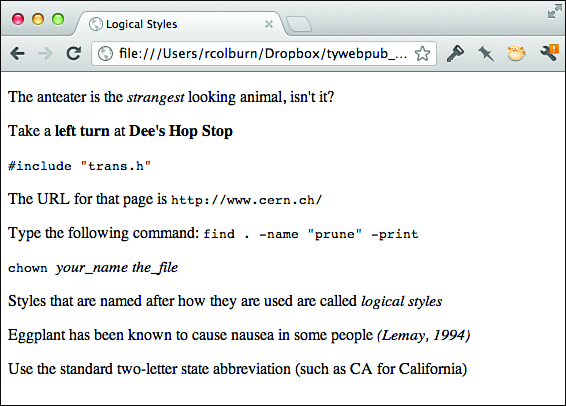 Logical Styles
file:///Users/rcolburn/Dropbox/tywebpub_...
The anteater is the strangest looking animal, isn't it?
Take a left turn at Dee's Hop Stop
#include "trans.h"
The URL for that page is http://www.cern.ch/
Type the following command: find . -name "prune" -print
chown your_name the_file
Styles that are named after how they are used are called logical styles
Eggplant has been known to cause nausea in some people (Lemay, 1994)
Use the standard two-letter state abbreviation (such as CA for California)